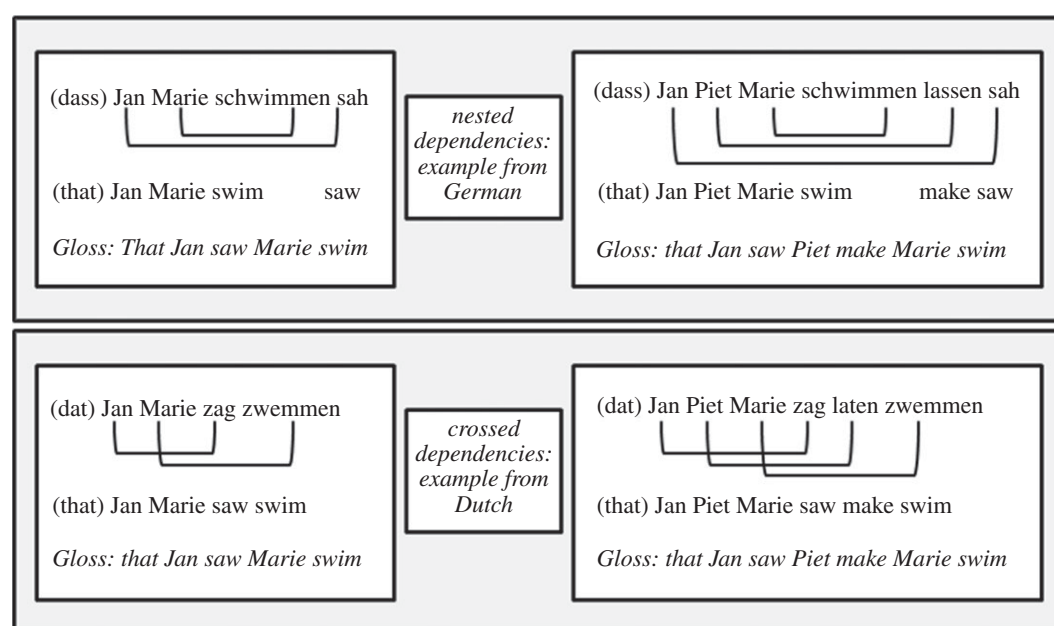 (dass) Jan Marie schwimmen sah
(that) Jan Marie swim saw
Gloss: That Jan saw Marie swim
nested
dependencies:
example from
German
(dass) Jan Piet Marie schwimmen lassen sah
(that) Jan Piet Marie swim make saw
Gloss: that Jan saw Piet make Marie swim
(dat) Jan Marie zag zwemmen
(that) Jan Marie saw swim
Gloss: that Jan saw Marie swim
crossed
dependencies:
example from
Dutch
(dat) Jan Piet Marie zag laten zwemmen
(that) Jan Piet Marie saw make swim
Gloss: that Jan saw Piet make Marie swim